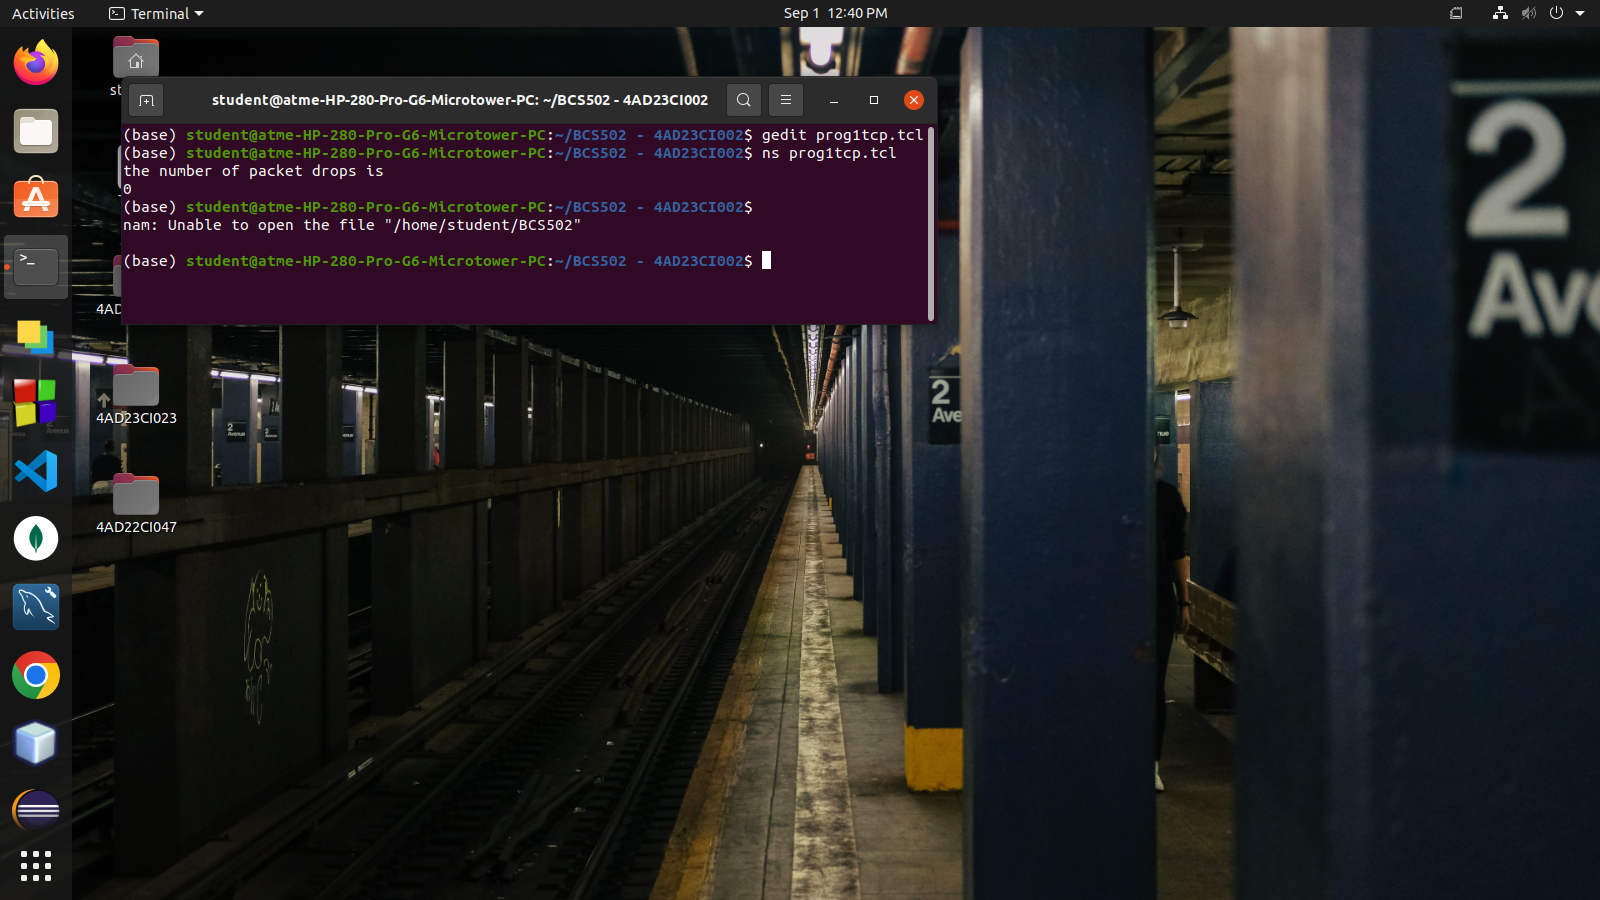 Activities
Terminal
Sep 1 12:40 PM
student@atme-HP-280-Pro-G6-Microtower-PC: ~/BCS502 - 4AD23CI002
(base) student@atme-HP-280-Pro-G6-Microtower-PC:~/BCS502 - 4AD23CI002$ gedit prog1tcp.tcl
(base) student@atme-HP-280-Pro-G6-Microtower-PC:~/BCS502 - 4AD23CI002$ ns prog1tcp.tcl
the number of packet drops is
0
(base) student@atme-HP-280-Pro-G6-Microtower-PC:~/BCS502 - 4AD23CI002$
nam: Unable to open the file "/home/student/BCS502"
(base) student@atme-HP-280-Pro-G6-Microtower-PC:~/BCS502 - 4AD23CI002$
st
4AD
4AD23CI023
4AD22CI047
2
Avenue
2
Ave
2
Ave